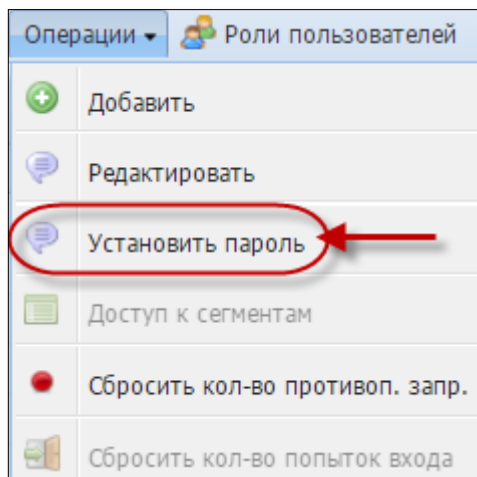 Операции Роли пользователей
Добавить
Редактировать
Установить пароль
Доступ к сегментам
Сбросить кол-во противоп. запр.
Сбросить кол-во попыток входа